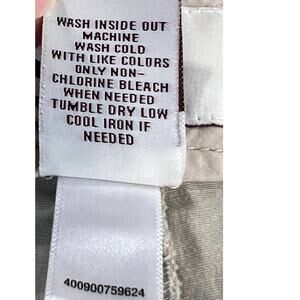 WASH INSIDE OUT
MACHINE
WASH COLD
WITH LIKE COLORS
ONLY NON-
CHLORINE BLEACH
WHEN NEEDED
TUMBLE DRY LOW
COOL IRON IF
NEEDED
400900759624